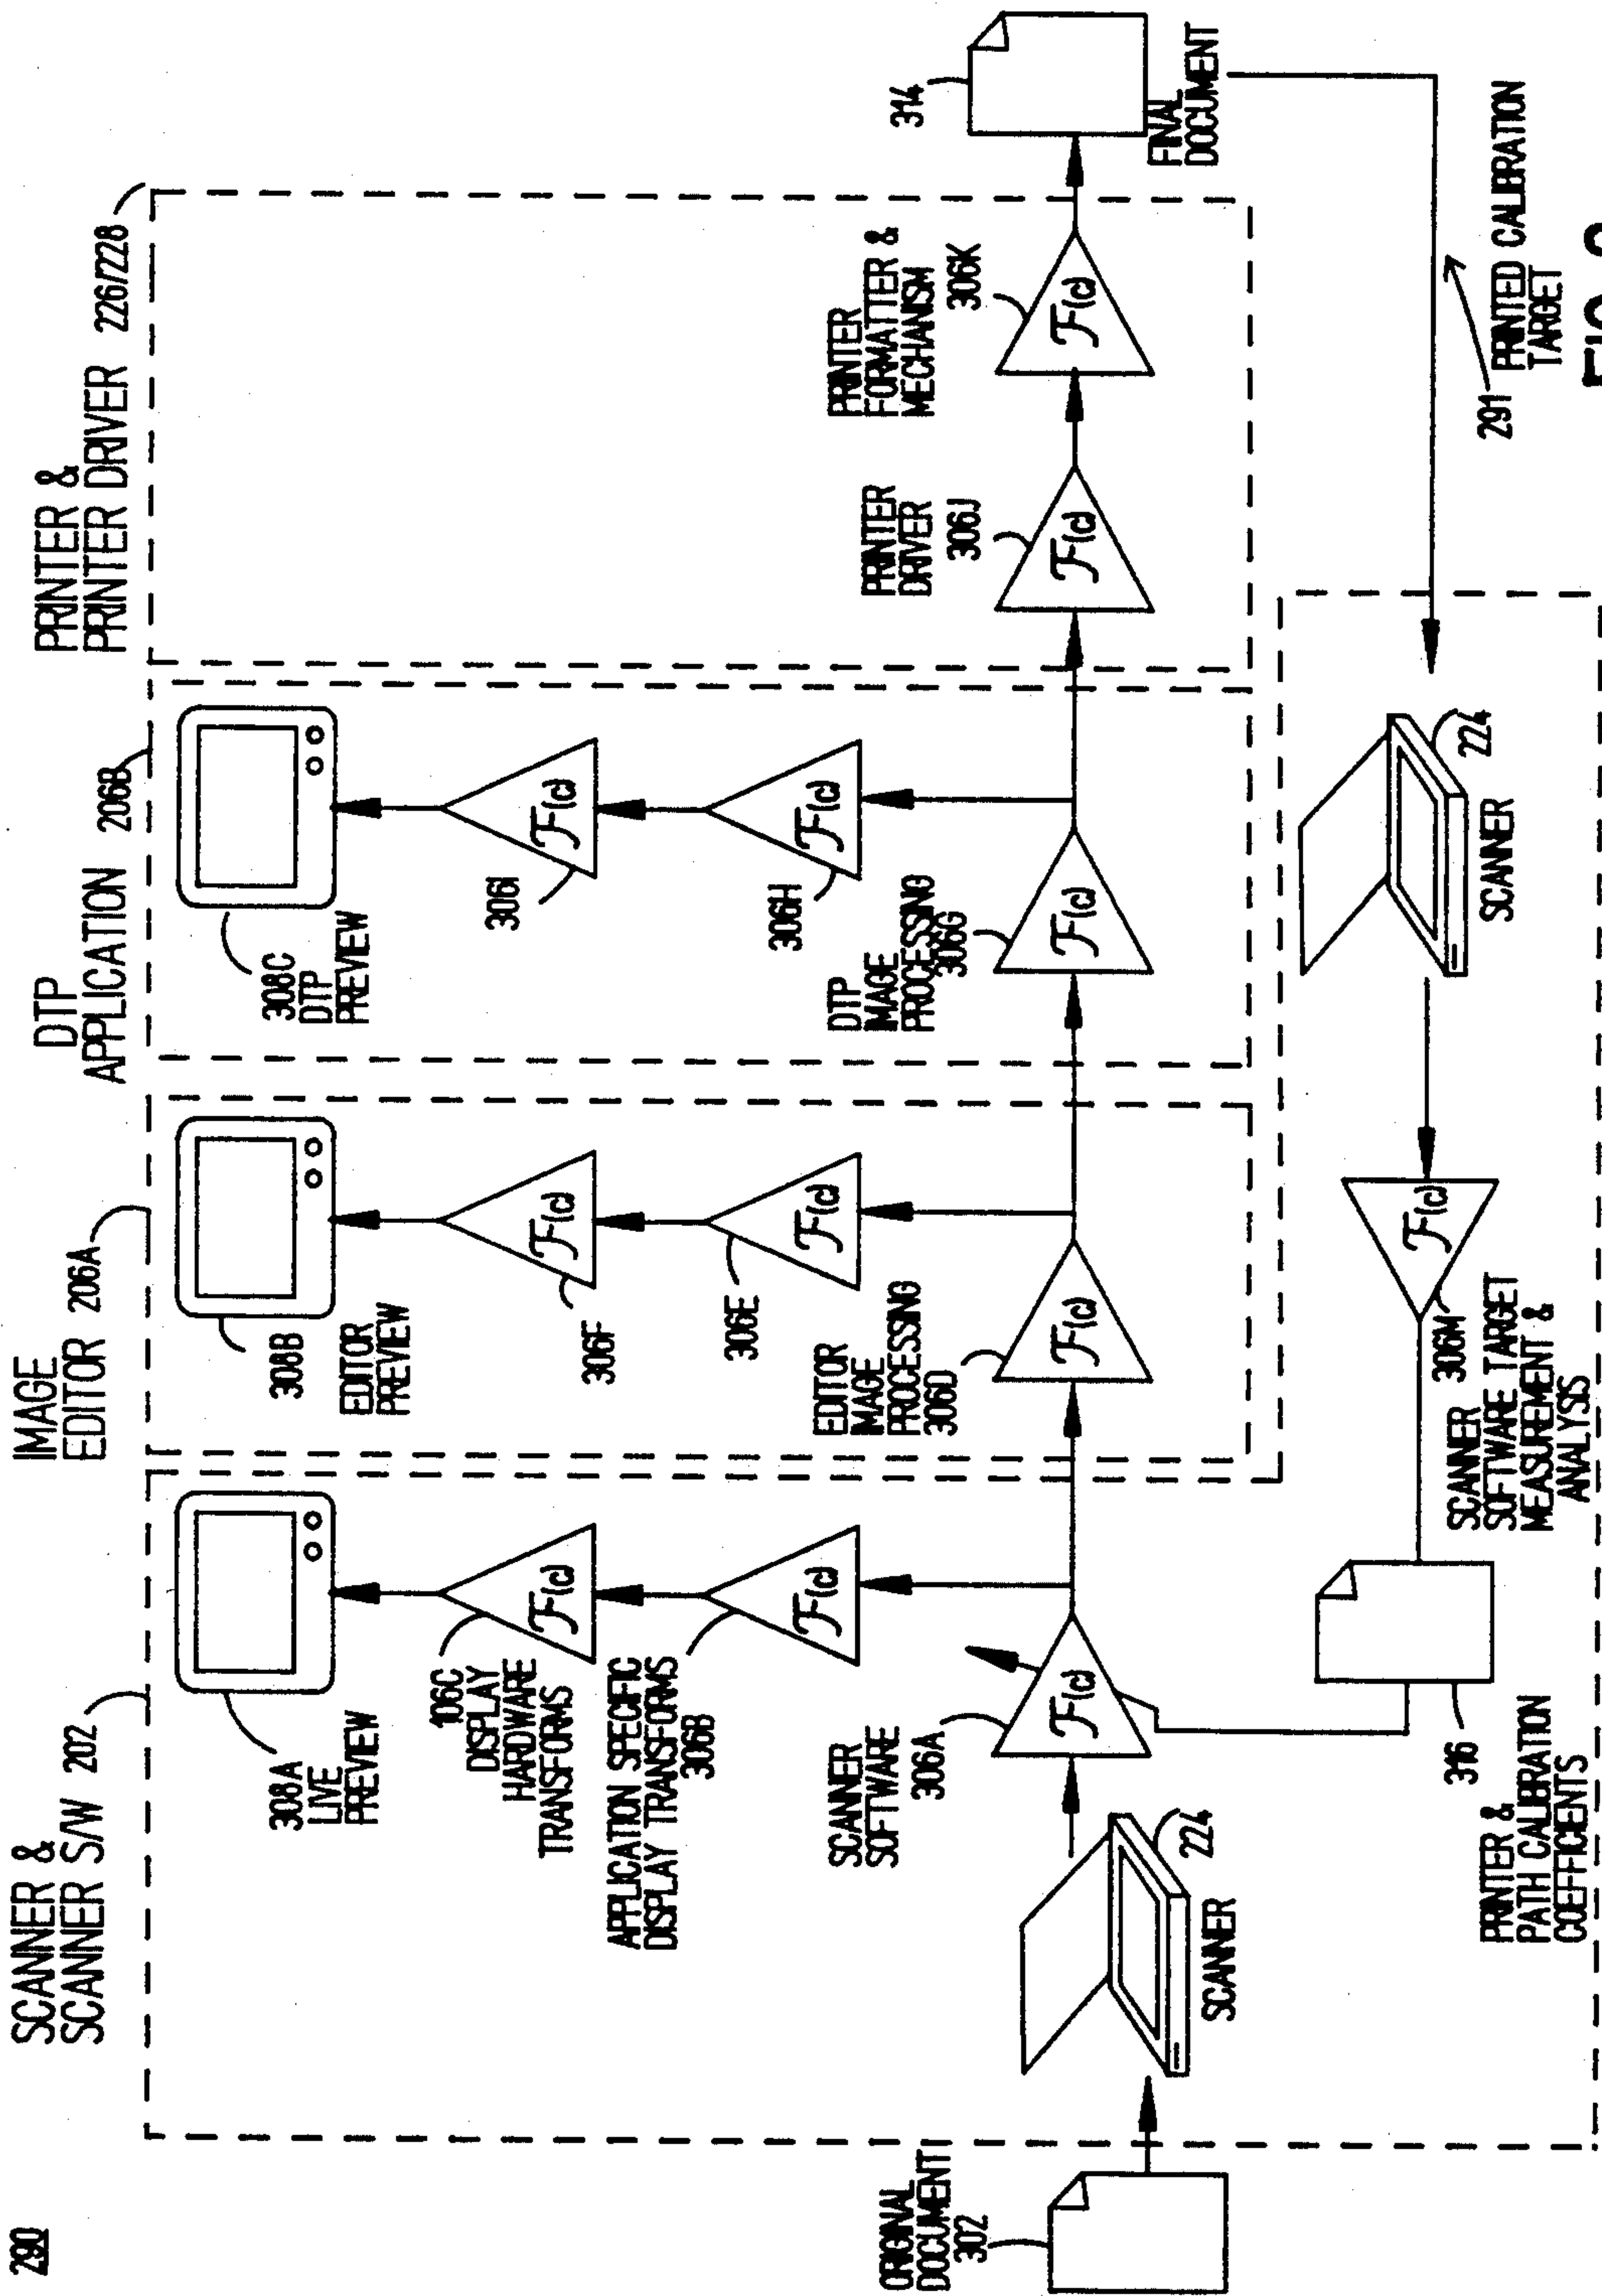 290
SCANNER &
SCANNER S/W 202
IMAGE
EDITOR 206A
DTP
APPLICATION 206B
PRINTER &
PRINTER DRIVER 226/228
308A
LIVE
PREVIEW
308B
EDITOR
PREVIEW
308C
DTP
PREVIEW
106C
DISPLAY
HARDWARE
TRANSFORMS
F(c)
306F
F(c)
306I
F(c)
APPLICATION SPECIFIC
DISPLAY TRANSFORMS
306B
F(c)
306E
F(c)
306H
F(c)
SCANNER
SOFTWARE
306A
F(c)
EDITOR
IMAGE
PROCESSING
306D
F(c)
DTP
IMAGE
PROCESSING
306G
F(c)
PRINTER
DRIVER
306J
F(c)
PRINTER
FORMATTER &
MECHANISM
306K
F(c)
314
FINAL
DOCUMENT
ORIGINAL
DOCUMENT
302
224
SCANNER
316
PRINTER &
PATH CALIBRATION
COEFFICIENTS
F(c)
306M
SCANNER
SOFTWARE TARGET
MEASUREMENT &
ANALYSIS
224
SCANNER
291
PRINTED CALIBRATION
TARGET